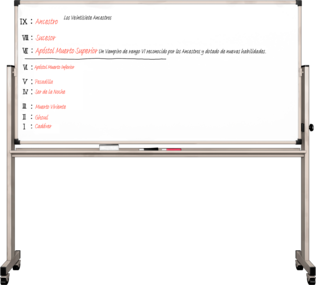 IX : Ancestro Los Veintiséis Ancestros
VIII : Lucasor
VII : Apóstol Muerto Superior Un Vampiro de rango VI reconocido por los Ancestros y dotado de nuevas habilidades.
VI : Apóstol Muerto Inferior
V : Pesadilla
IV : Ser de la Noche
III : Muerto Viviente
II : Ghoul
I : Cadáver